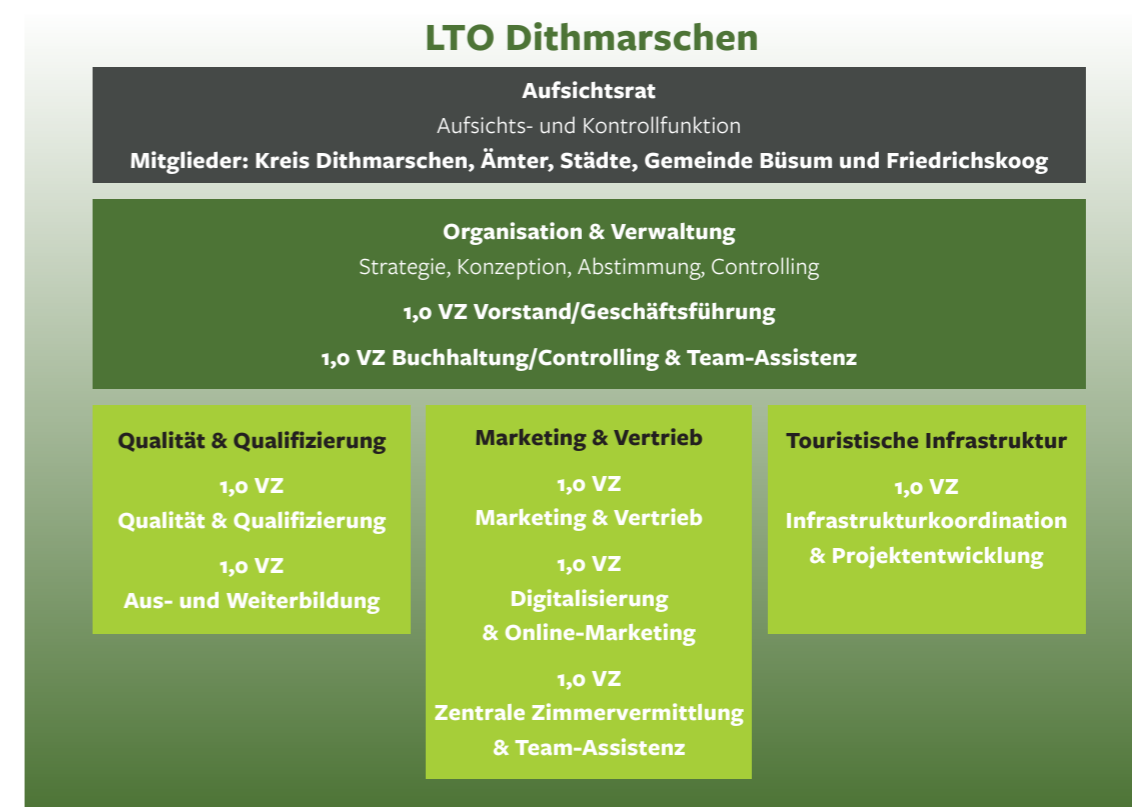 LTO Dithmarschen
Aufsichtsrat
Aufsichts- und Kontrollfunktion
Mitglieder: Kreis Dithmarschen, Ämter, Städte, Gemeinde Büsum und Friedrichskoog
Organisation & Verwaltung
Strategie, Konzeption, Abstimmung, Controlling
1,0 VZ Vorstand/Geschäftsführung
1,0 VZ Buchhaltung/Controlling & Team-Assistenz
Qualität & Qualifizierung
1,0 VZ
Qualität & Qualifizierung
1,0 VZ
Aus- und Weiterbildung
Marketing & Vertrieb
1,0 VZ
Marketing & Vertrieb
1,0 VZ
Digitalisierung
& Online-Marketing
1,0 VZ
Zentrale Zimmervermittlung
& Team-Assistenz
Touristische Infrastruktur
1,0 VZ
Infrastrukturkoordination
& Projektentwicklung